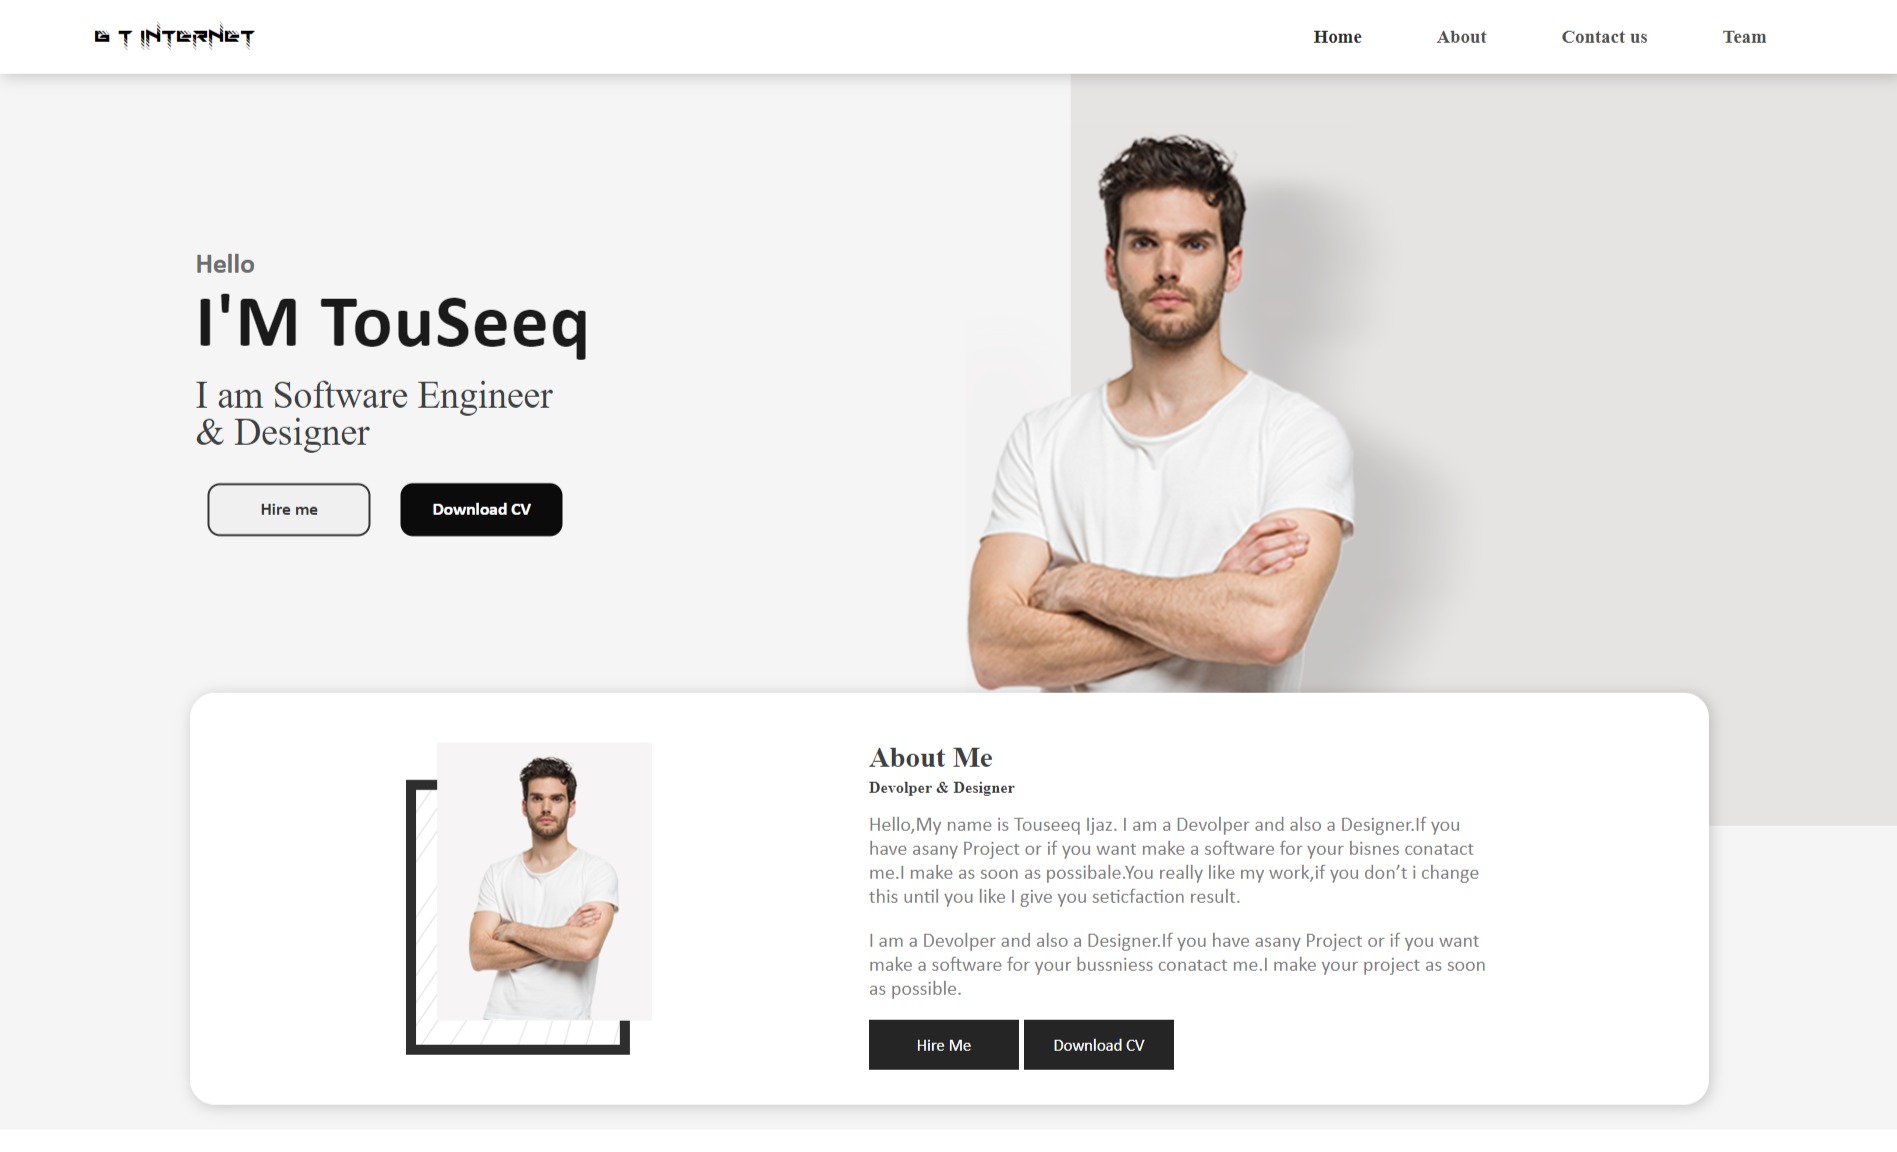 G T INTERNET
Home About Contact us Team
Hello
I'M TouSeeq
I am Software Engineer
& Designer
Hire me Download CV
About Me
Devolper & Designer
Hello,My name is Touseeq Ijaz. I am a Devolper and also a Designer.If you
have asany Project or if you want make a software for your bisnes conatact
me.I make as soon as possibale.You really like my work,if you don’t i change
this until you like I give you seticfaction result.
I am a Devolper and also a Designer.If you have asany Project or if you want
make a software for your bussniess conatact me.I make your project as soon
as possible.
Hire Me Download CV